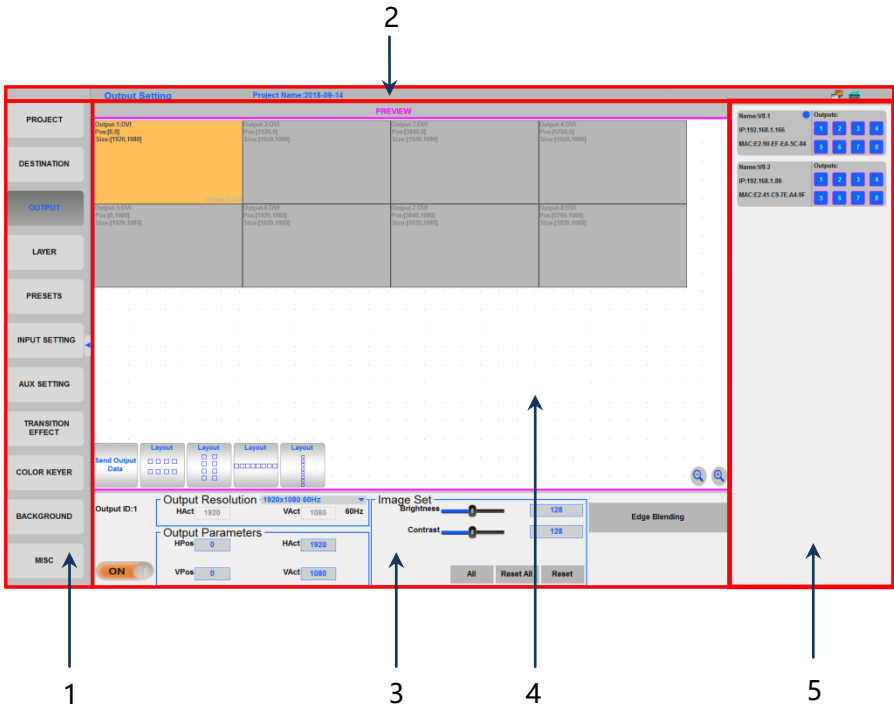 2
Output Setting Project Name:2018-09-14
PROJECT
DESTINATION
OUTPUT
LAYER
PRESETS
INPUT SETTING
AUX SETTING
TRANSITION
EFFECT
COLOR KEYER
BACKGROUND
MISC
PREVIEW
Output 1:DVI
Pos:[0,0]
Size:[1920,1080]
Output 2:DVI
Pos:[1920,0]
Size:[1920,1080]
Output 3:DVI
Pos:[3840,0]
Size:[1920,1080]
Output 4:DVI
Pos:[5760,0]
Size:[1920,1080]
Output 5:DVI
Pos:[0,1080]
Size:[1920,1080]
Output 6:DVI
Pos:[1920,1080]
Size:[1920,1080]
Output 7:DVI
Pos:[3840,1080]
Size:[1920,1080]
Output 8:DVI
Pos:[5760,1080]
Size:[1920,1080]
Send Output
Data
Layout
Layout
Layout
Layout
Output ID:1
ON
Output Resolution 1920x1080 60Hz
HAct 1920 VAct 1080 60Hz
Output Parameters
HPos 0 HAct 1920
VPos 0 VAct 1080
Image Set
Brightness 128
Contrast 128
All Reset All Reset
Edge Blending
Name:V8-1
IP:192.168.1.166
MAC:E2-90-EF-EA-5C-84
Outputs:
1 2 3 4
5 6 7 8
Name:V8-2
IP:192.168.1.88
MAC:E2-41-C9-7E-A4-9F
Outputs:
1 2 3 4
5 6 7 8
1 3 4 5